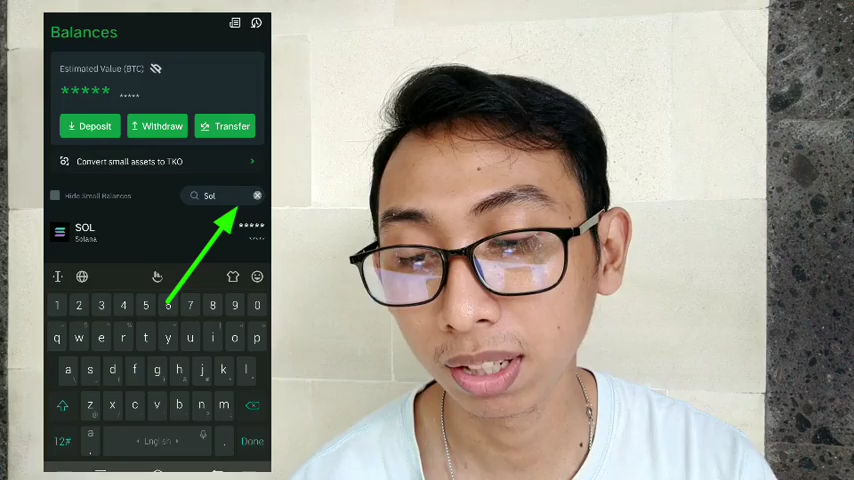 Balances
Estimated Value (BTC)
***** *****
Deposit
Withdraw
Transfer
Convert small assets to TKO
Hide Small Balances
Sol
SOL *****
Solana
1 2 3 4 5 6 7 8 9 0
q w e r t y u i o p
a s d f g h j k l
z x c v b n m
12# English . Done